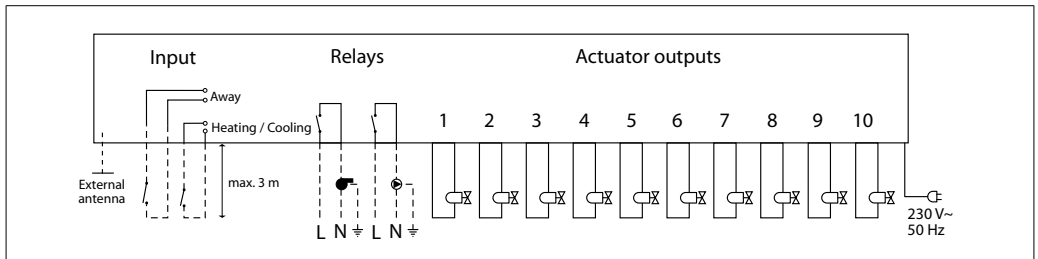 Input
Relays
Actuator outputs
Away
Heating / Cooling
1 2 3 4 5 6 7 8 9 10
External
antenna
max. 3 m
L N L N
230 V~
50 Hz